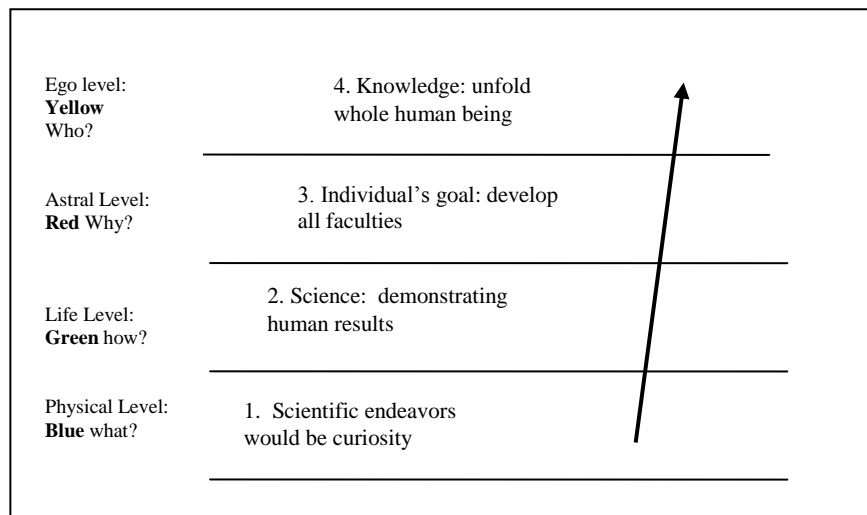 Ego level:
Yellow
Who?
4. Knowledge: unfold
whole human being
Astral Level:
Red Why?
3. Individual’s goal: develop
all faculties
Life Level:
Green how?
2. Science: demonstrating
human results
Physical Level:
Blue what?
1. Scientific endeavors
would be curiosity